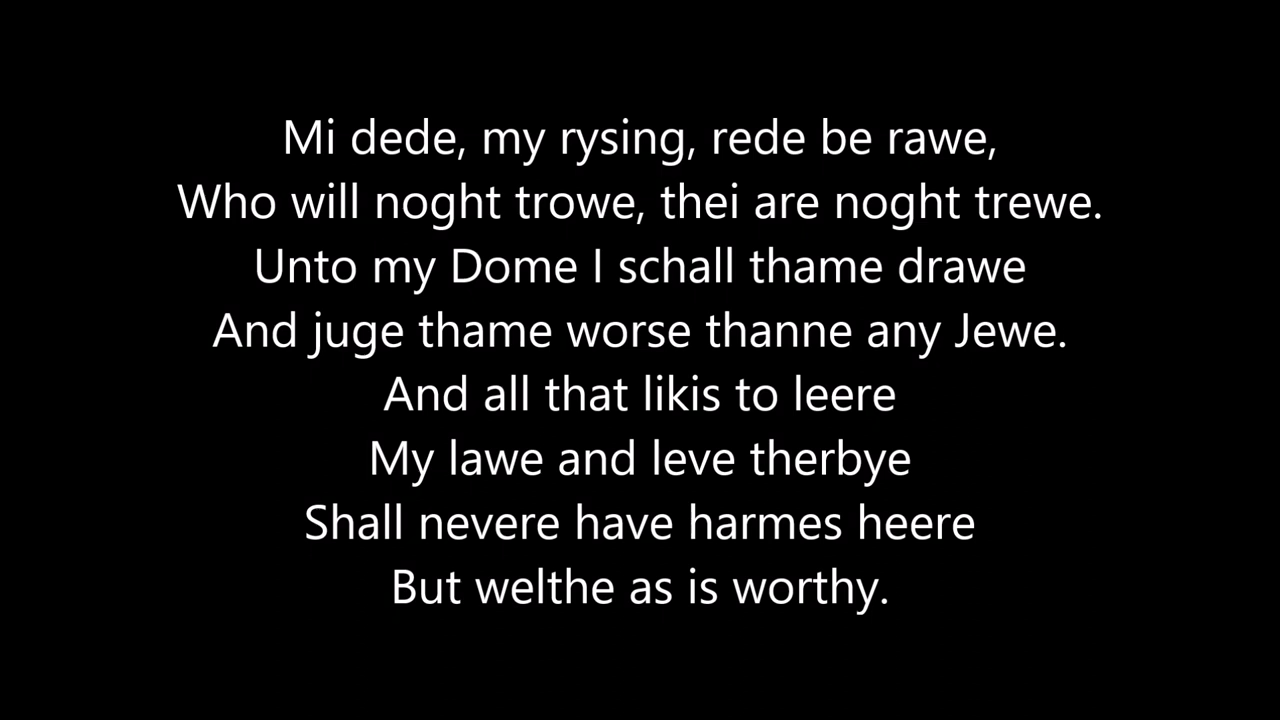 Mi dede, my rysing, rede be rawe,
Who will noght trowe, thei are noght trewe.
Unto my Dome I schall thame drawe
And juge thame worse thanne any Jewe.
And all that likis to leere
My lawe and leve therbye
Shall nevere have harmes heere
But welthe as is worthy.